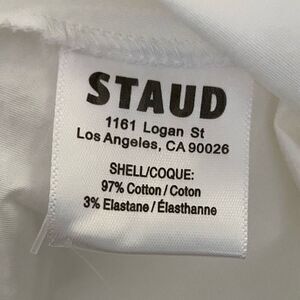 STAUD
1161 Logan St
Los Angeles, CA 90026
SHELL/COQUE:
97% Cotton / Coton
3% Elastane / Élasthanne